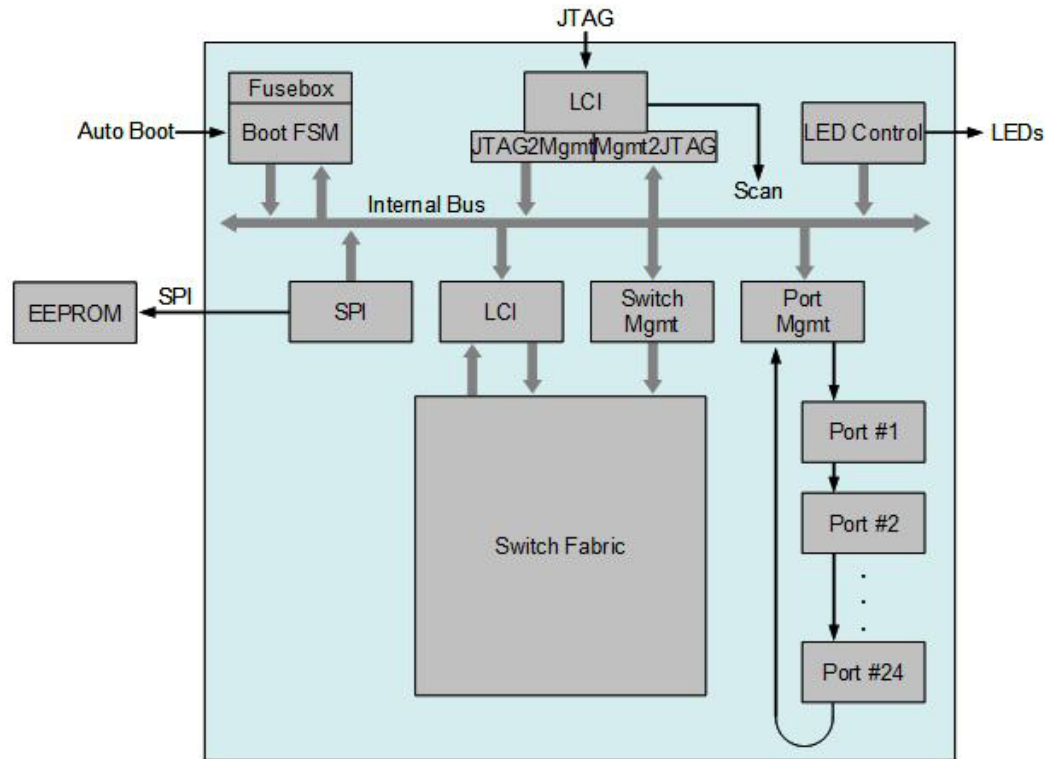 JTAG
Fusebox
Boot FSM
Auto Boot
LCI
JTAG2Mgmt
Mgmt2JTAG
LED Control
LEDs
Scan
Internal Bus
SPI
EEPROM
SPI
LCI
Switch
Mgmt
Port
Mgmt
Port #1
Port #2
Switch Fabric
.
.
.
Port #24